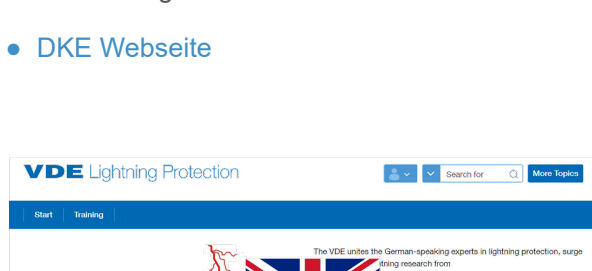 DKE Webseite
VDE Lightning Protection
Search for
More Topics
Start
Training
The VDE unites the German-speaking experts in lightning protection, surge
research from